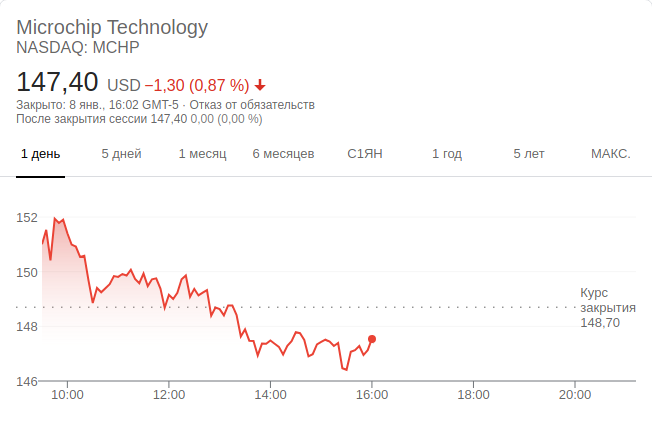 Microchip Technology
NASDAQ: MCHP
147,40 USD −1,30 (0,87 %)
Закрыто: 8 янв., 16:02 GMT-5 · Отказ от обязательств
После закрытия сессии 147,40 0,00 (0,00 %)
1 день 5 дней 1 месяц 6 месяцев С1ЯН 1 год 5 лет МАКС.
152
150
Курс
закрытия
148,70
148
146
10:00 12:00 14:00 16:00 18:00 20:00